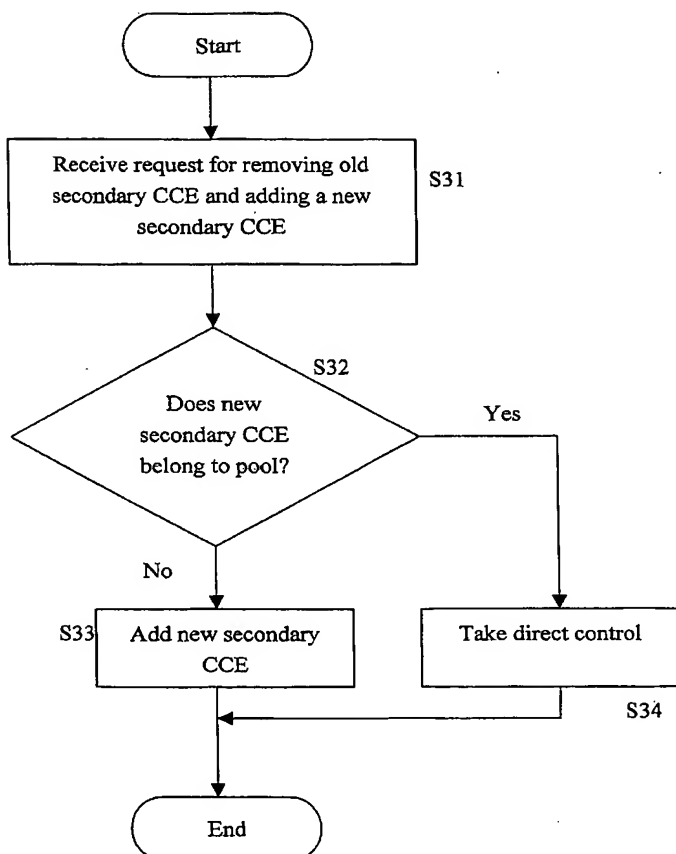 Start
Receive request for removing old
secondary CCE and adding a new
secondary CCE
S31
S32
Does new
secondary CCE
belong to pool?
Yes
No
S33
Add new secondary
CCE
Take direct control
S34
End